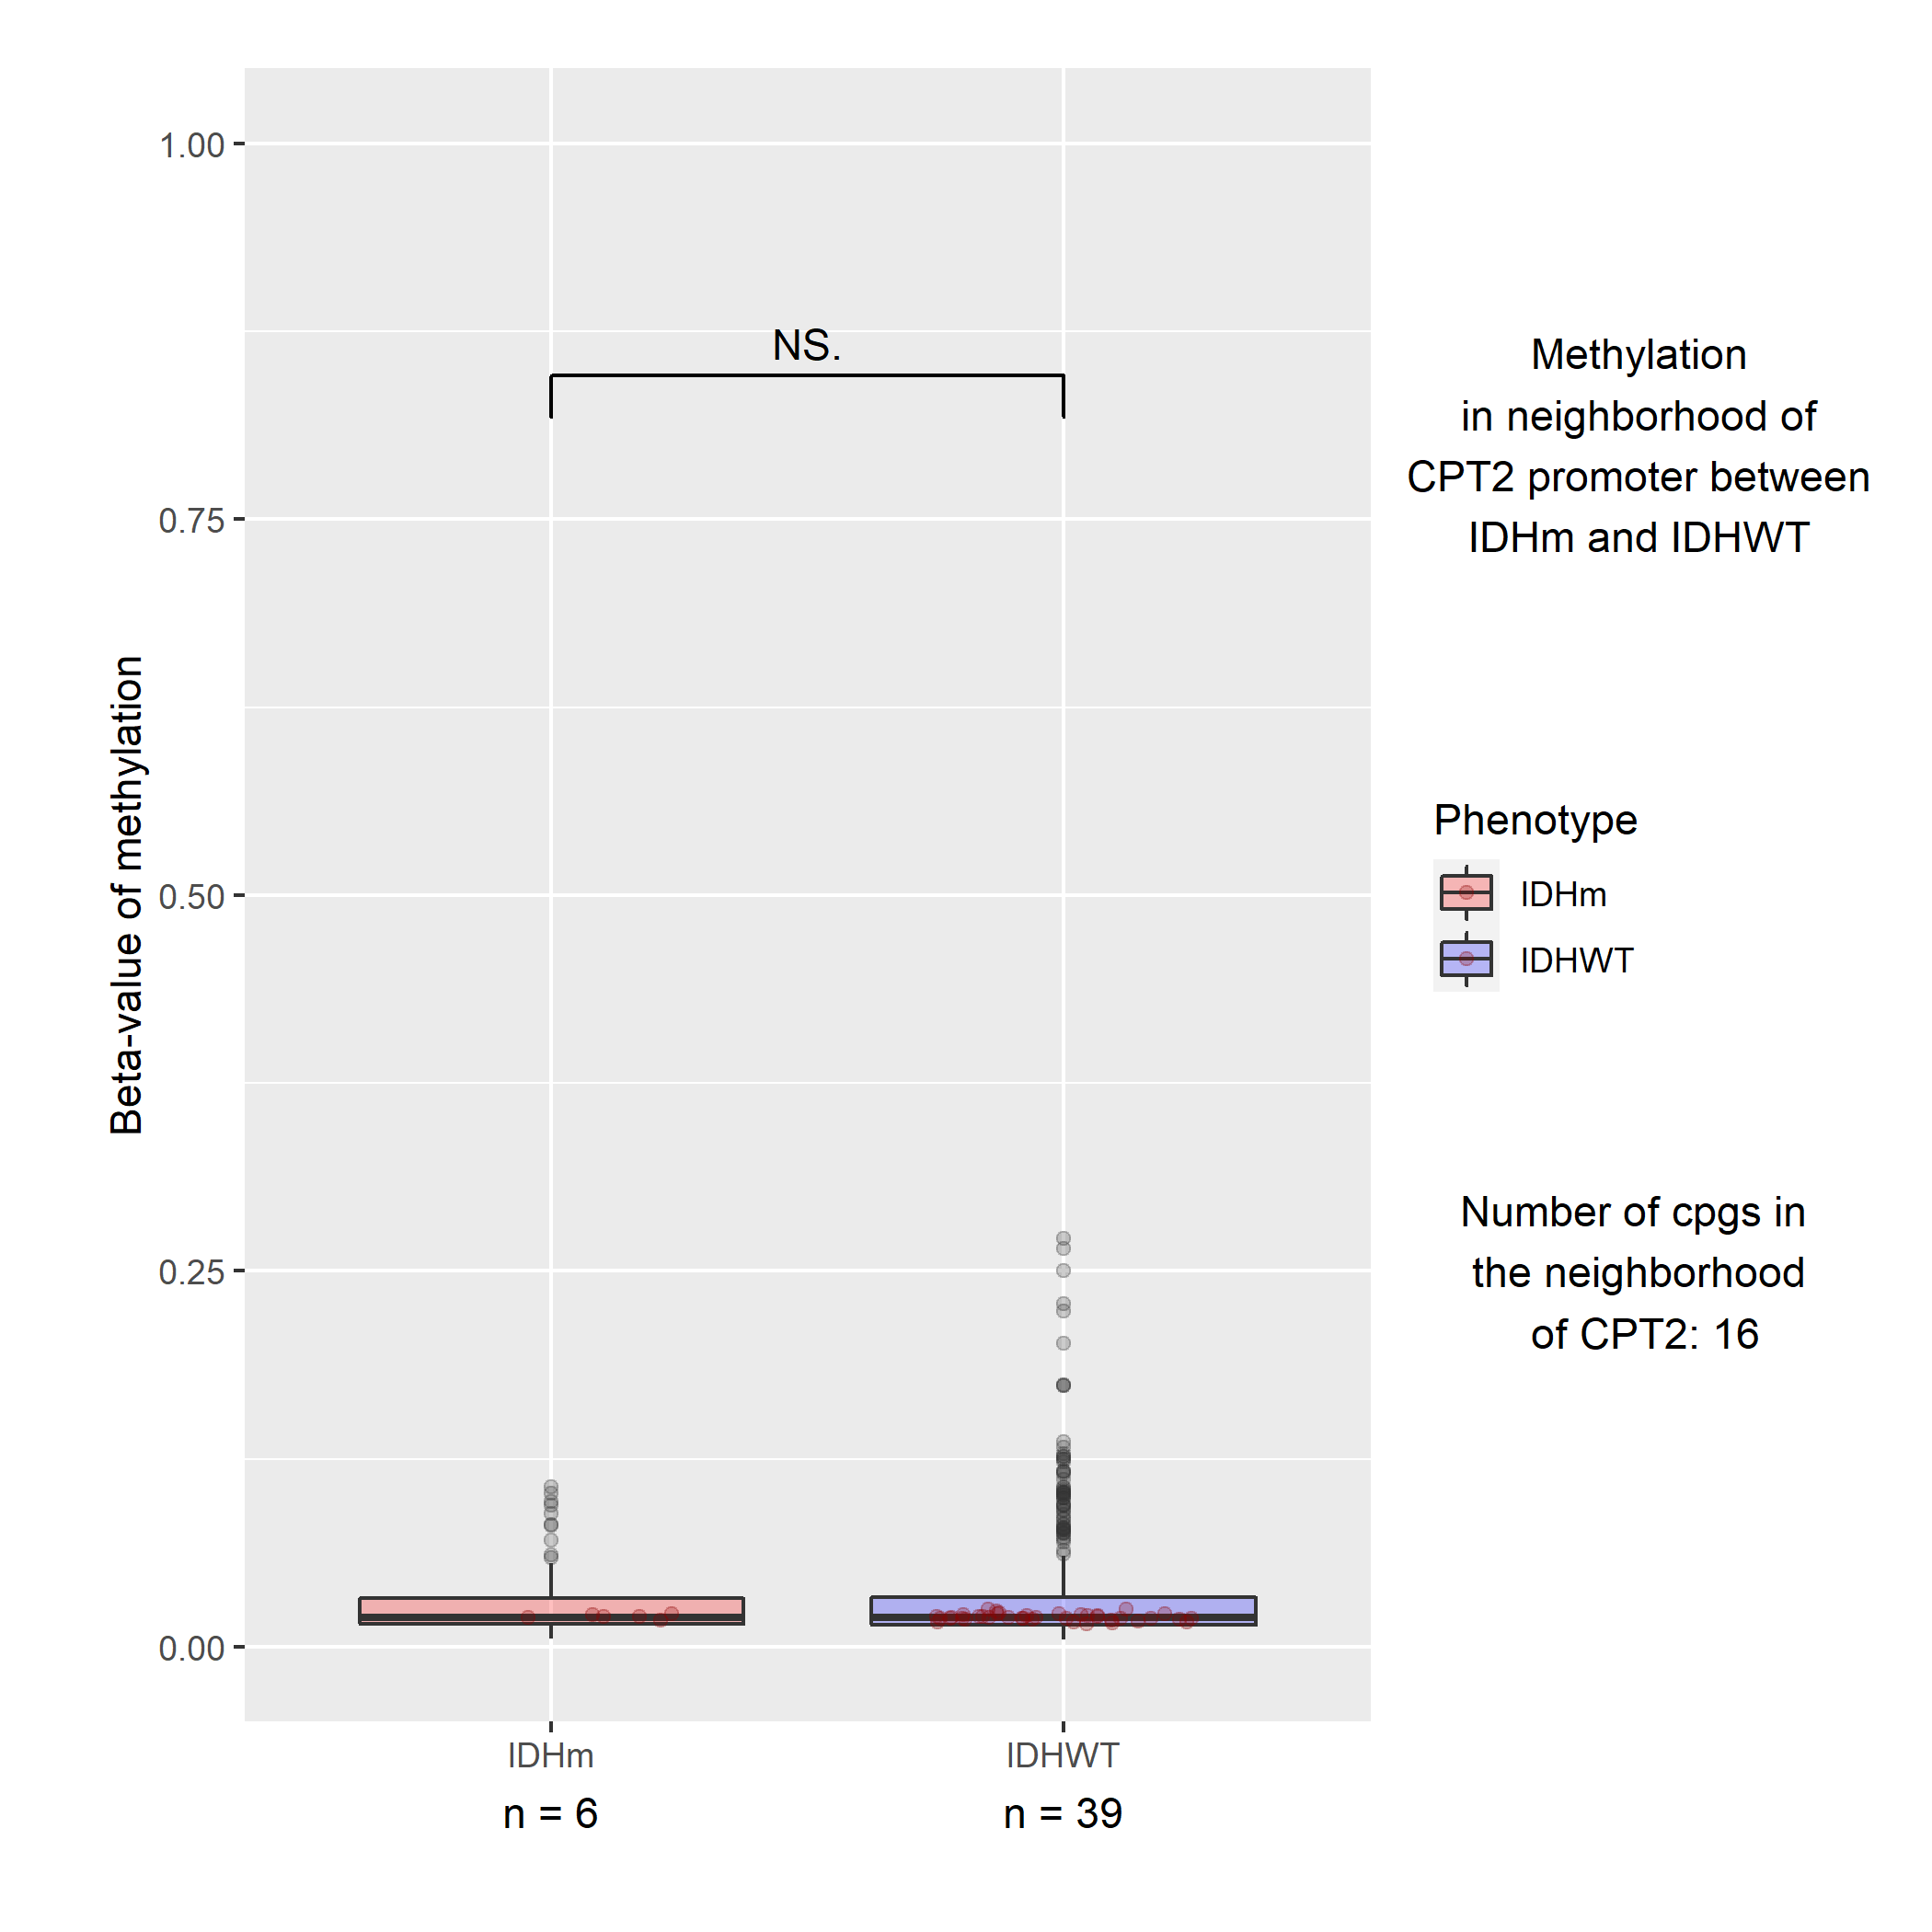 1.00
0.75
0.50
0.25
0.00
Beta-value of methylation
NS.
IDHm
n = 6
IDHWT
n = 39
Methylation
in neighborhood of
CPT2 promoter between
IDHm and IDHWT
Phenotype
IDHm
IDHWT
Number of cpgs in
the neighborhood
of CPT2: 16